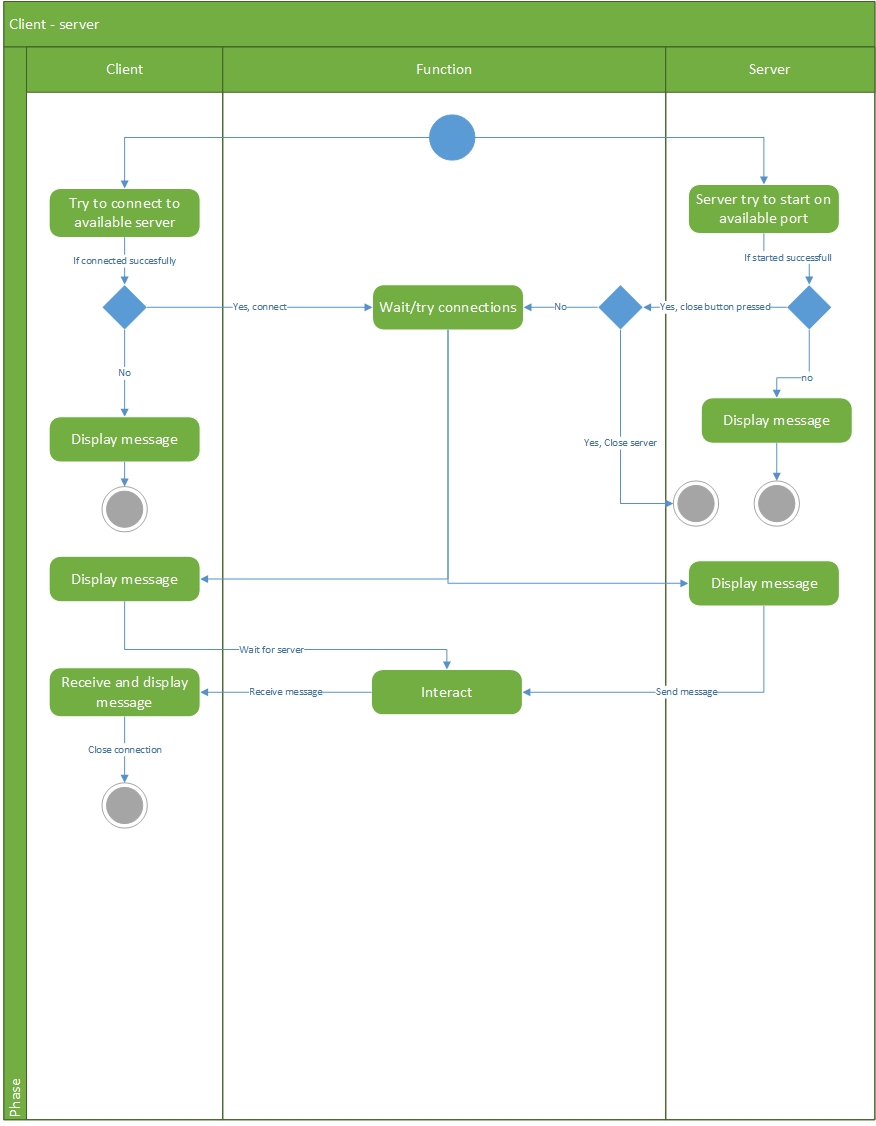 Client - server
Client
Function
Server
Try to connect to
available server
Server try to start on
available port
If connected succesfully
If started successfull
Yes, connect
Wait/try connections
No
Yes, close button pressed
No
no
Display message
Display message
Yes, Close server
Display message
Display message
Wait for server
Receive and display
message
Receive message
Interact
Send message
Close connection
Phase